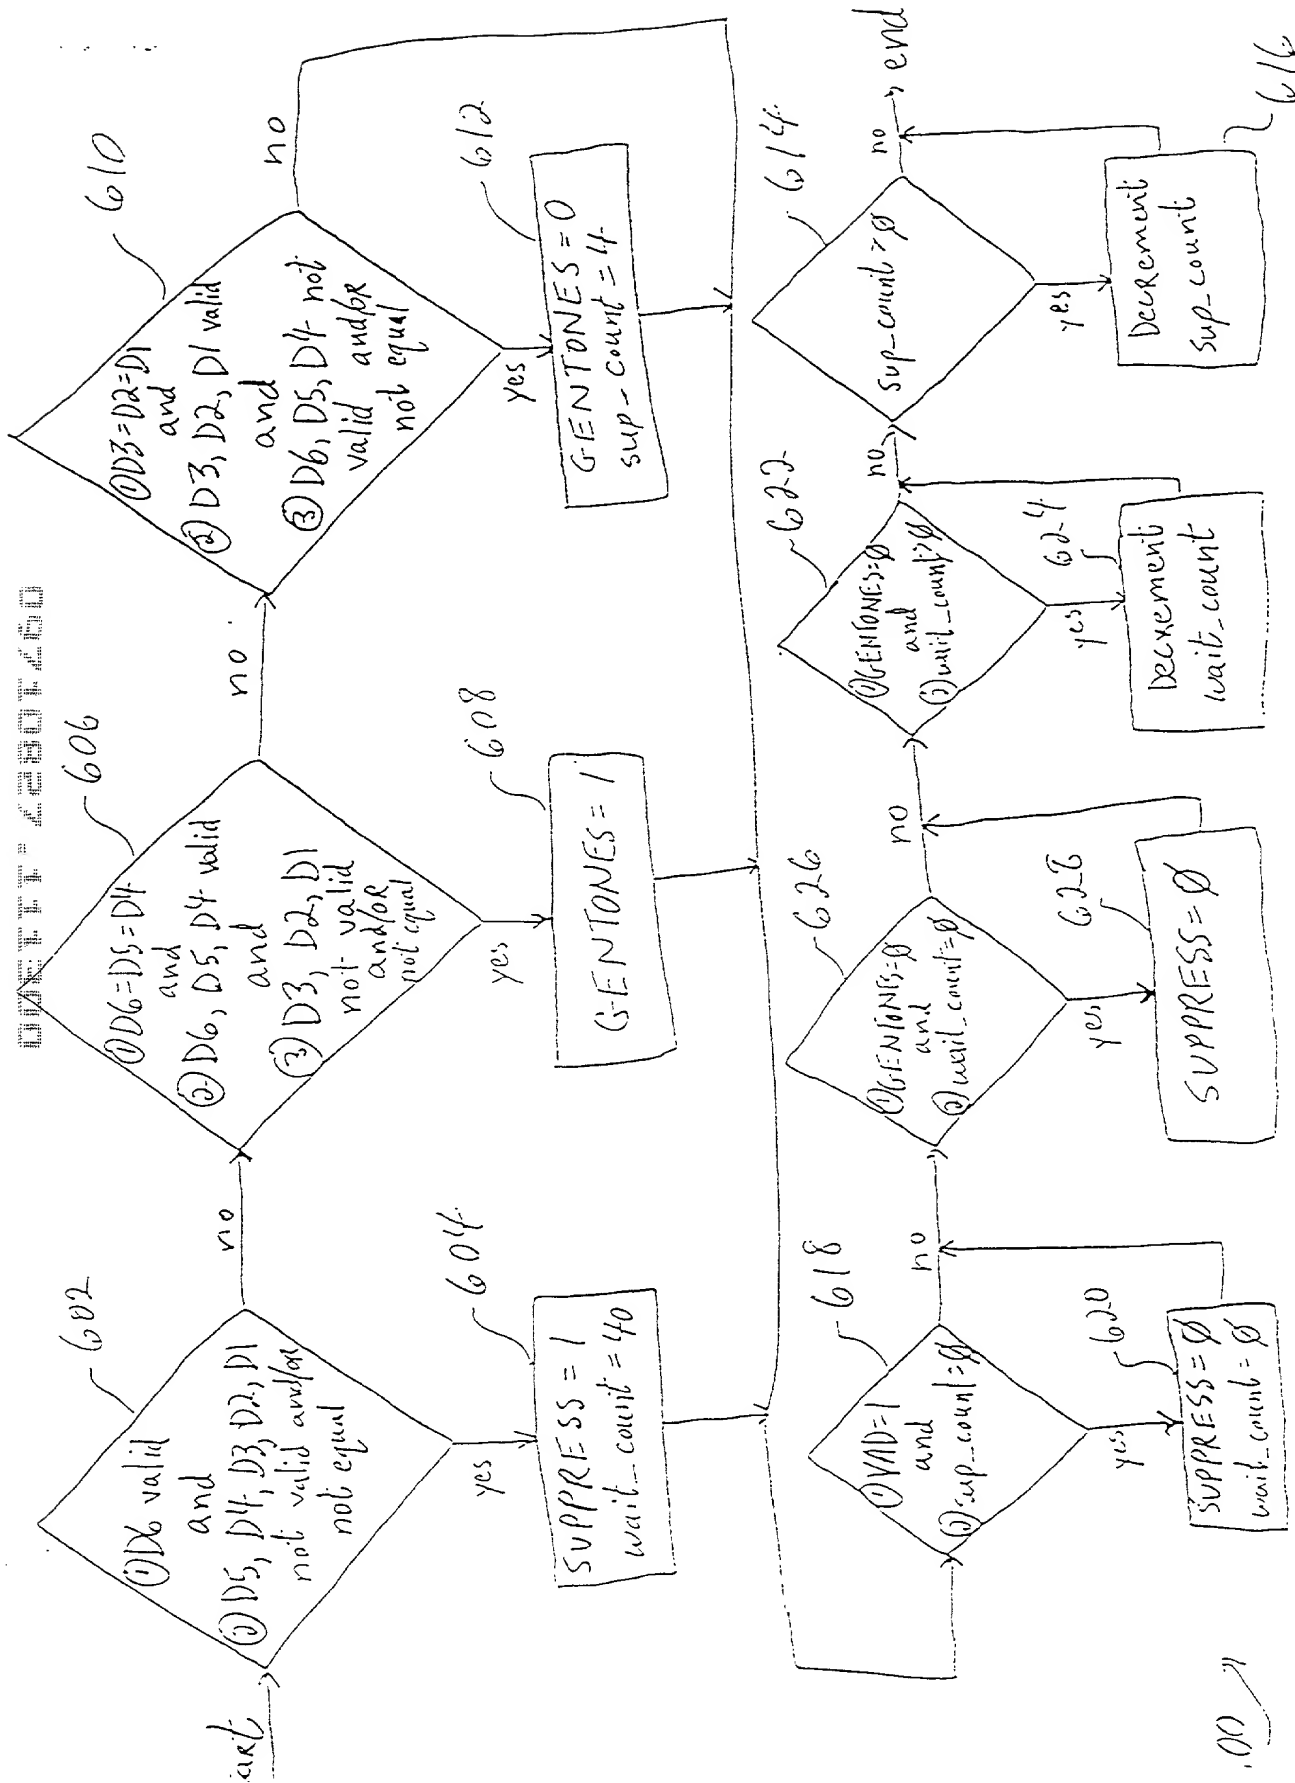 602
① D6 valid
and
② D5, D4, D3, D2, D1
not valid and/or
not equal
no
yes
604
SUPPRESS = 1
wait_count = 40
606
① D6=D5=D4
and
② D6, D5, D4 valid
and
③ D3, D2, D1
not valid
and/OR
not equal
no
yes
608
GENTONES = 1
610
① D3=D2=D1
and
② D3, D2, D1 valid
and
③ D6, D5, D4 not
valid and/OR
not equal
no
yes
612
GENTONES = 0
sup_count = 4
618
① VAD=1
and
② sup_count=Ø
no
yes
620
SUPPRESS = Ø
wait_count = Ø
626
① GENTONES=Ø
and
② wait_count=Ø
no
yes
628
SUPPRESS = Ø
622
① GENTONES=Ø
and
② wait_count>Ø
no
yes
624
Decrement
wait_count
614
sup_count > Ø
no
end
yes
Decrement
Sup_count
616
00